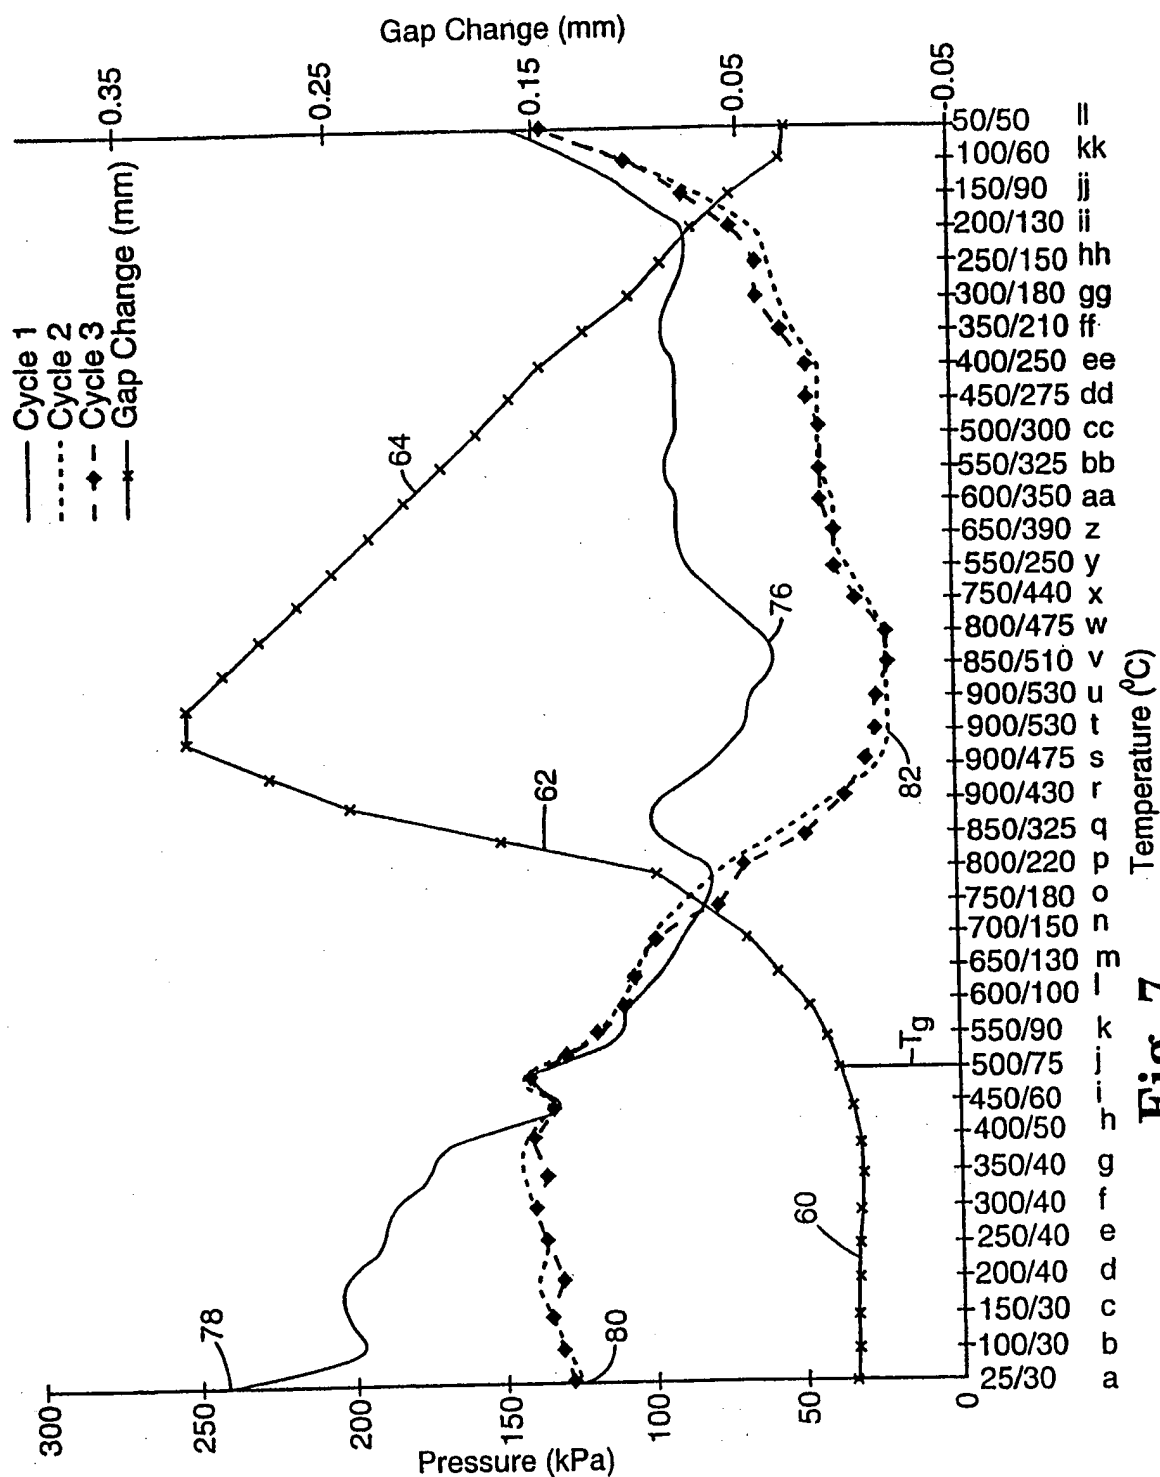 Cycle 1
Cycle 2
Cycle 3
Gap Change (mm)
Pressure (kPa)
300
250
200
150
100
50
0
Gap Change (mm)
0.35
0.25
0.15
0.05
-0.05
78
80
60
62
64
76
82
Tg
25/30 a
100/30 b
150/30 c
200/40 d
250/40 e
300/40 f
350/40 g
400/50 h
450/60 i
500/75 j
550/90 k
600/100 l
650/130 m
700/150 n
750/180 o
800/220 p
850/325 q
900/430 r
900/475 s
900/530 t
900/530 u
850/510 v
800/475 w
750/440 x
550/250 y
650/390 z
600/350 aa
550/325 bb
500/300 cc
450/275 dd
400/250 ee
350/210 ff
300/180 gg
250/150 hh
200/130 ii
150/90 jj
100/60 kk
50/50 ll
Temperature (⁰C)
Fig. 7